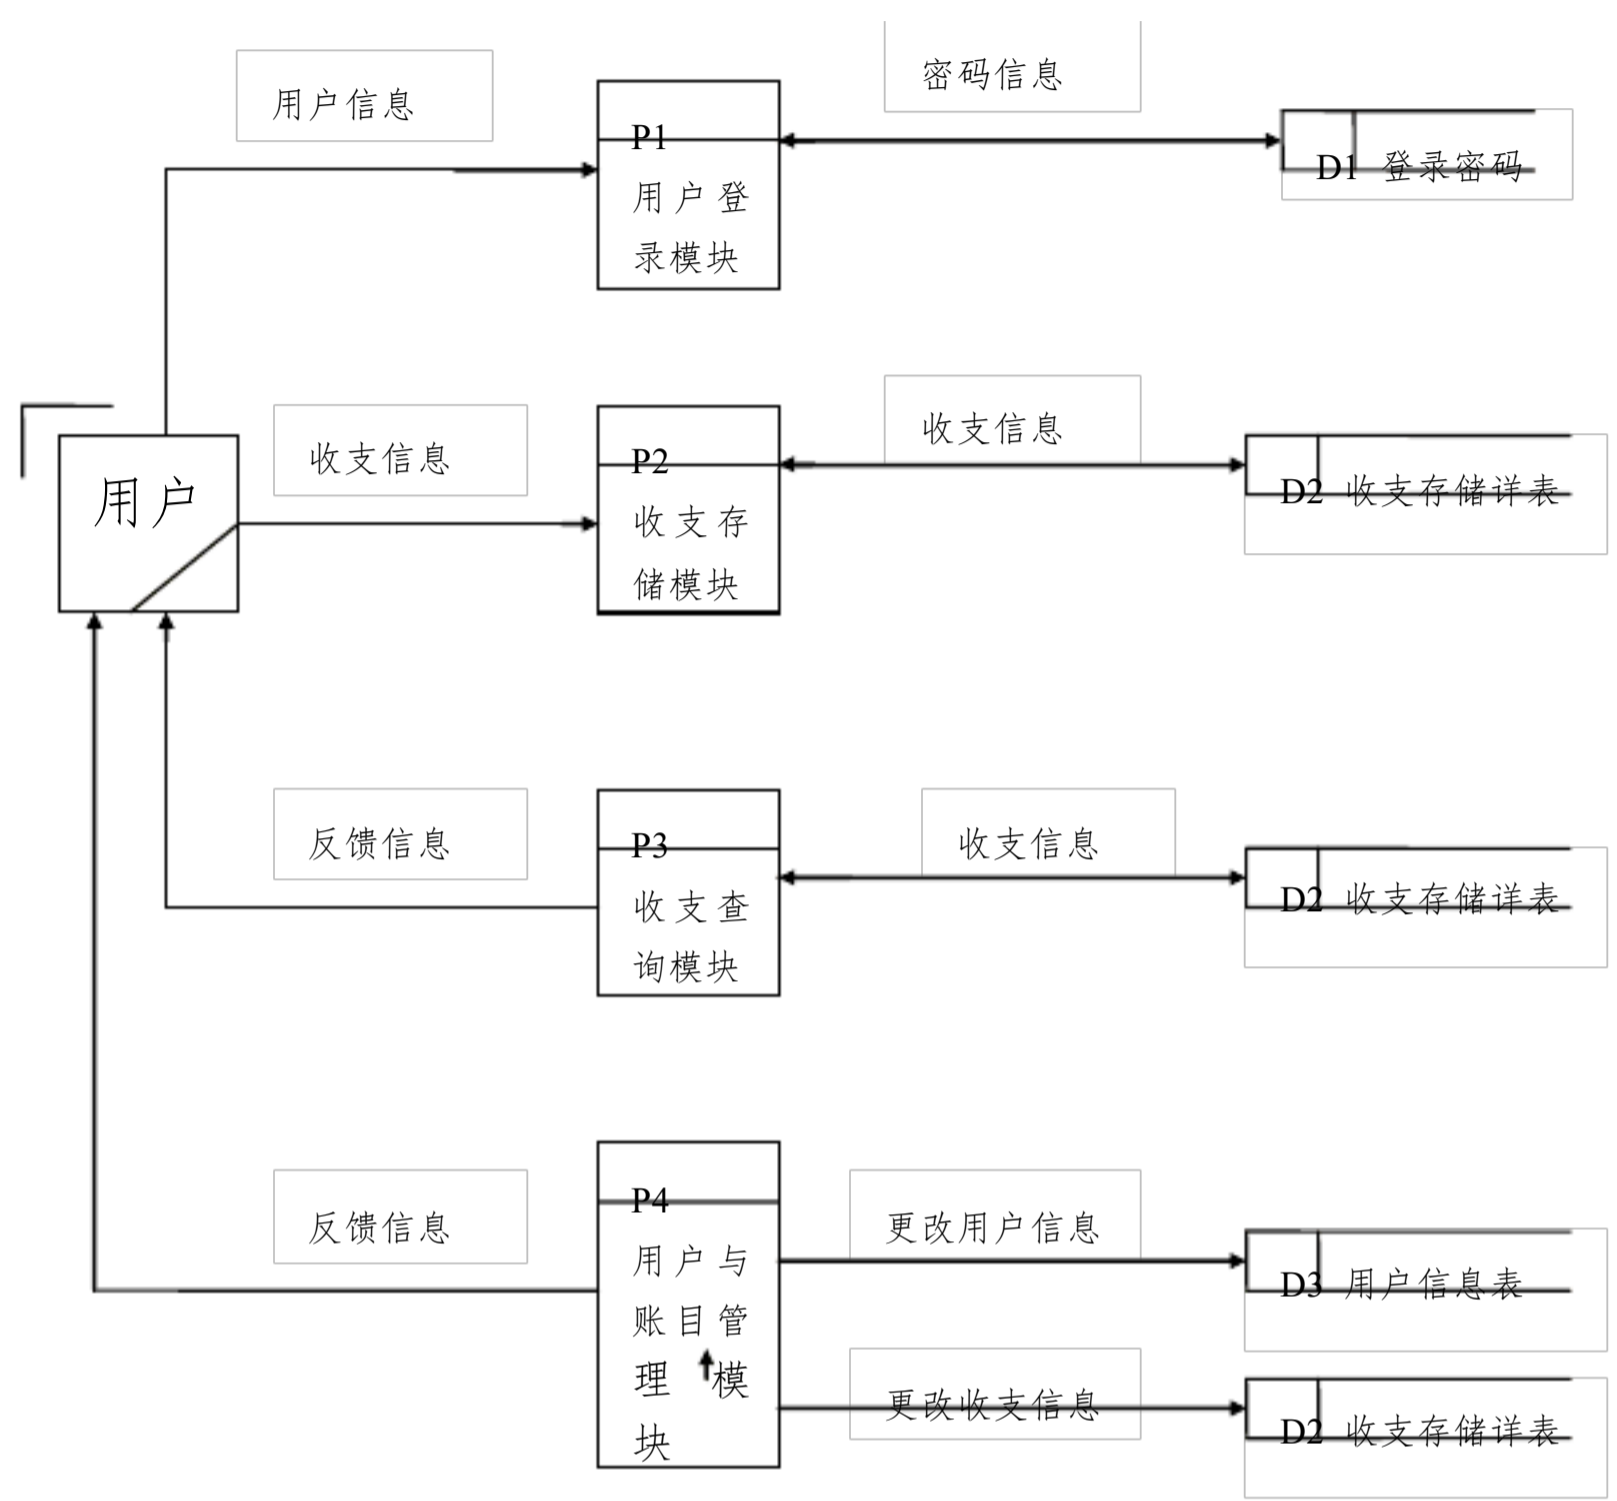 密码信息
用户信息
P1
用户登
录模块
D1 登录密码
用户
收支信息
P2
收支存
储模块
收支信息
D2 收支存储详表
反馈信息
P3
收支查
询模块
收支信息
D2 收支存储详表
反馈信息
P4
用户与
账目管
理 模
块
更改用户信息
D3 用户信息表
更改收支信息
D2 收支存储详表